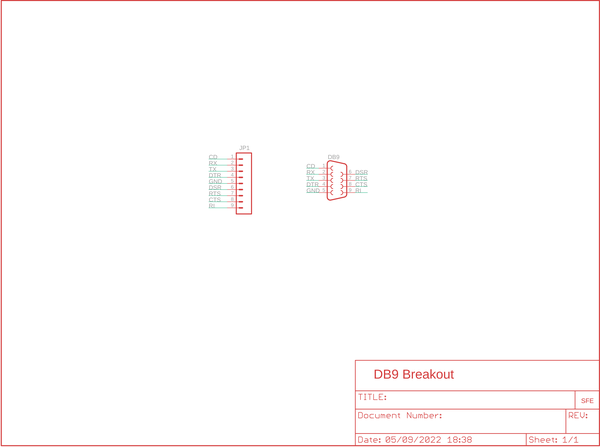 JP1
CD 1
RX 2
TX 3
DTR 4
GND 5
DSR 6
RTS 7
CTS 8
RI 9
DB9
CD 1
RX 2 6 DSR
TX 3 7 RTS
DTR 4 8 CTS
GND 5 9 RI
DB9 Breakout
TITLE:
SFE
Document Number:
REV:
Date: 05/09/2022 18:38
Sheet: 1/1